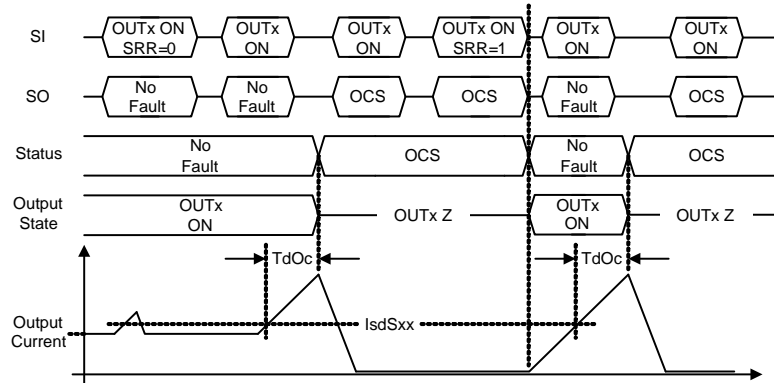 SI
OUTx ON
SRR=0
OUTx
ON
OUTx
ON
OUTx ON
SRR=1
OUTx
ON
OUTx
ON
SO
No
Fault
No
Fault
OCS
OCS
No
Fault
OCS
Status
No
Fault
OCS
No
Fault
OCS
Output
State
OUTx
ON
OUTx Z
OUTx
ON
OUTx Z
TdOc
TdOc
Output
Current
IsdSxx